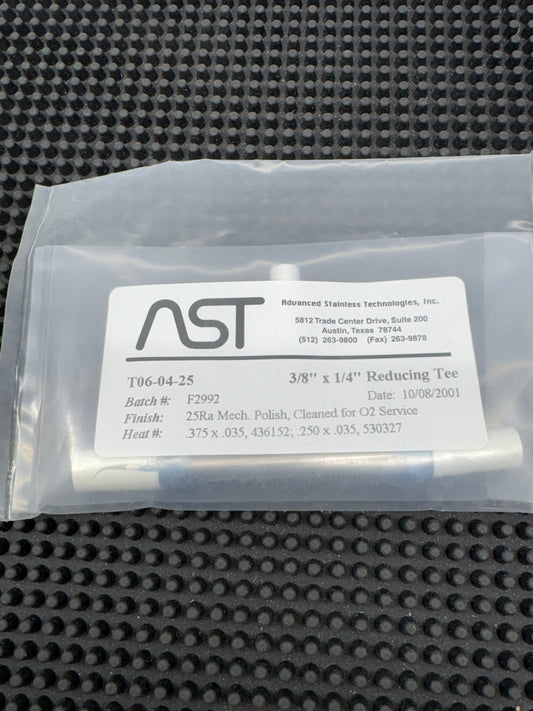 AST
Advanced Stainless Technologies, Inc.
5812 Trade Center Drive, Suite 200
Austin, Texas 78744
(512) 263-9800 (Fax) 263-9878
T06-04-25 3/8" x 1/4" Reducing Tee
Batch #: F2992 Date: 10/08/2001
Finish: 25Ra Mech. Polish, Cleaned for O2 Service
Heat #: .375 x .035, 436152; .250 x .035, 530327